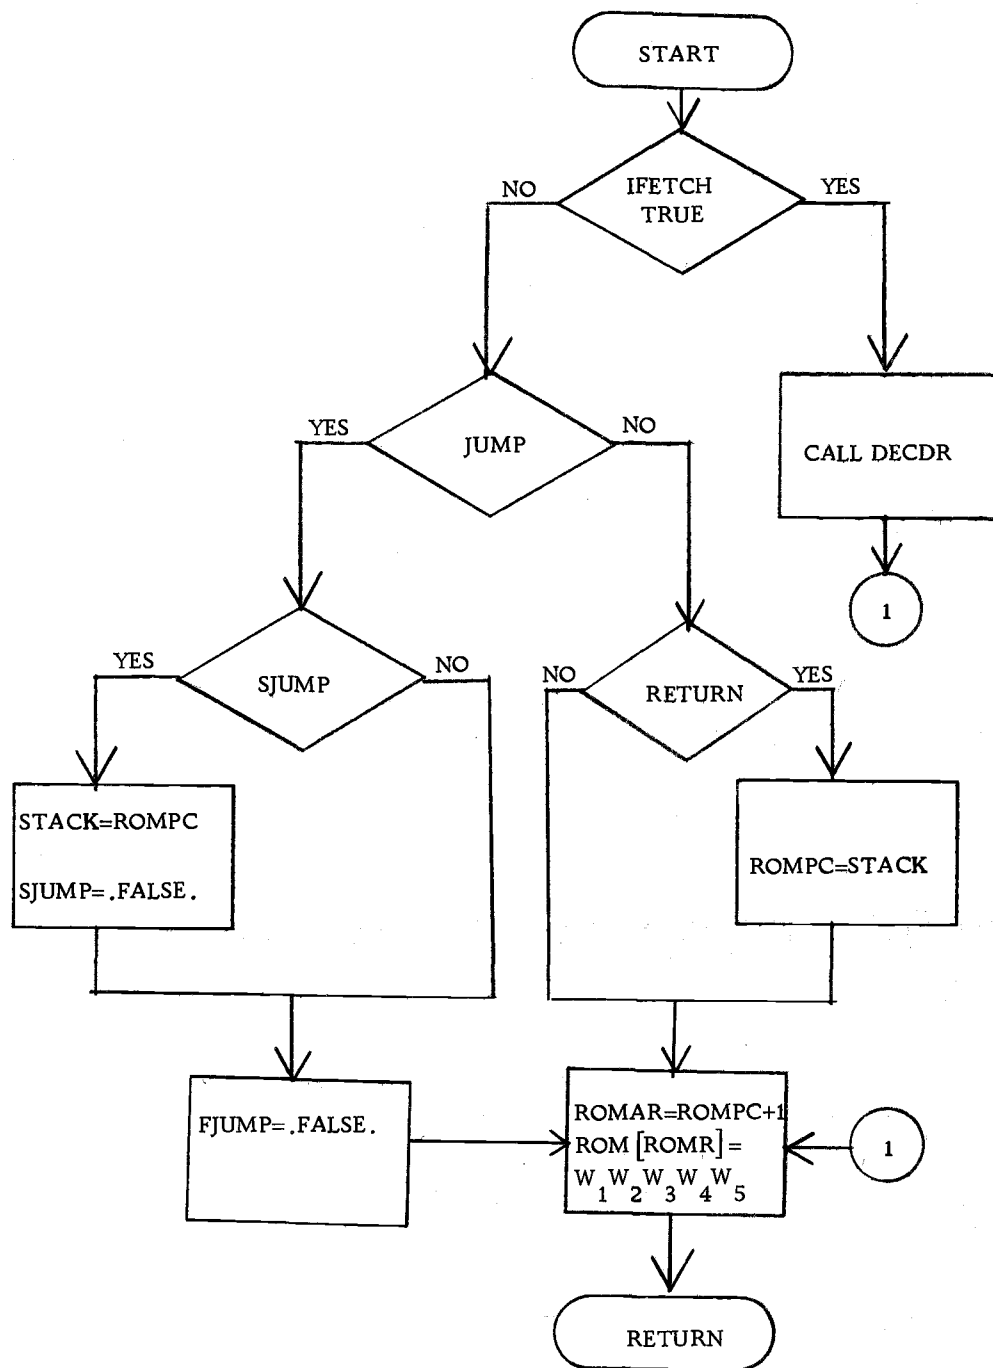 START
IFETCH
TRUE
NO
YES
CALL DECDR
1
JUMP
YES
NO
SJUMP
YES
NO
RETURN
NO
YES
STACK=ROMPC
SJUMP=.FALSE.
ROMPC=STACK
FJUMP=.FALSE.
ROMAR=ROMPC+1
ROM[ROMR]=
W₁W₂W₃W₄W₅
1
RETURN